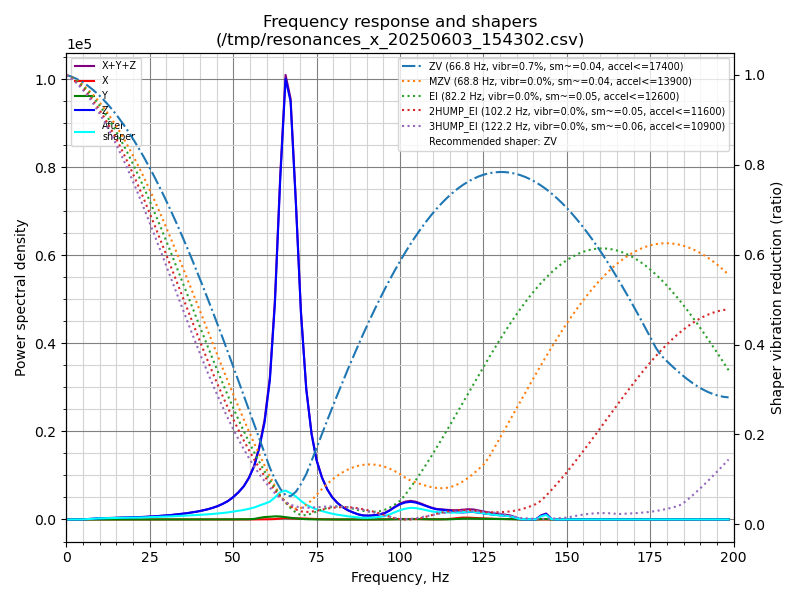 Frequency response and shapers
(/tmp/resonances_x_20250603_154302.csv)
1e5
X+Y+Z
X
Y
Z
After
shaper
ZV (66.8 Hz, vibr=0.7%, sm~=0.04, accel<=17400)
MZV (68.8 Hz, vibr=0.0%, sm~=0.04, accel<=13900)
EI (82.2 Hz, vibr=0.0%, sm~=0.05, accel<=12600)
2HUMP_EI (102.2 Hz, vibr=0.0%, sm~=0.05, accel<=11600)
3HUMP_EI (122.2 Hz, vibr=0.0%, sm~=0.06, accel<=10900)
Recommended shaper: ZV
Power spectral density
1.0
0.8
0.6
0.4
0.2
0.0
1.0
0.8
0.6
0.4
0.2
0.0
Shaper vibration reduction (ratio)
0 25 50 75 100 125 150 175 200
Frequency, Hz